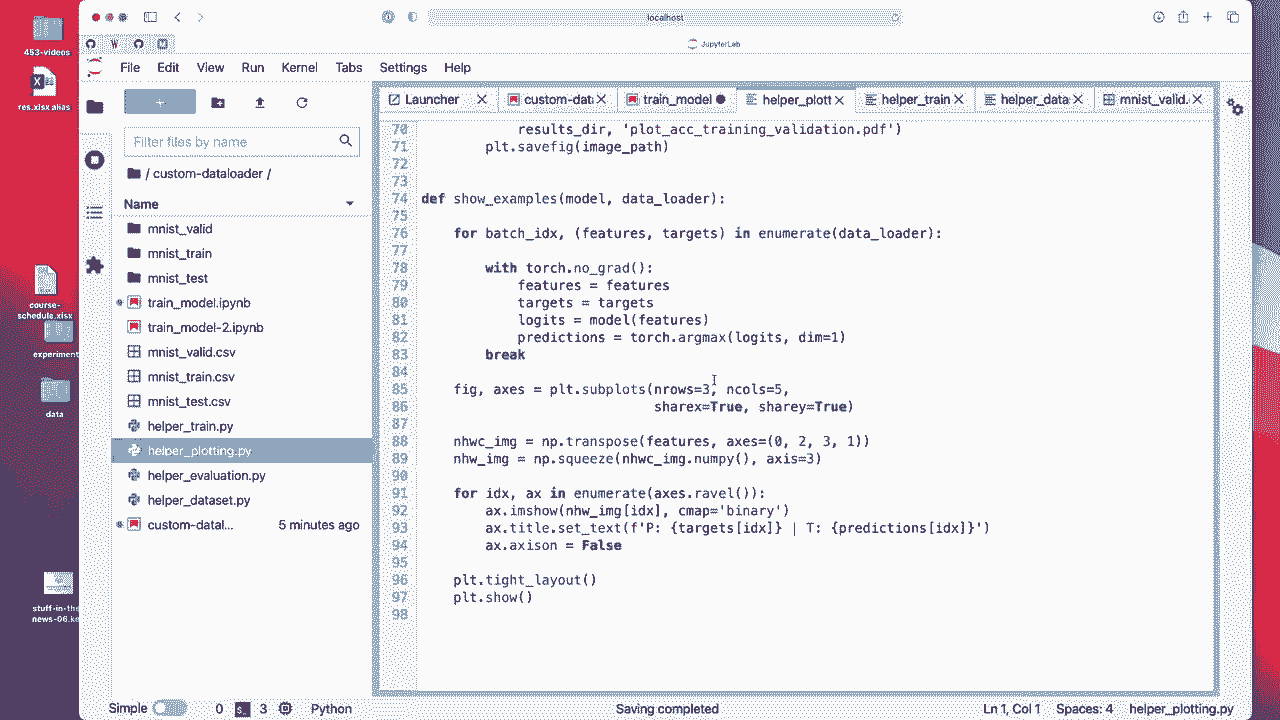 localhost
JupyterLab
453-videos
res.xlsx alias
course-
schedule.xlsx
experiment
data
stuff-in-the
news-06.ke
File Edit View Run Kernel Tabs Settings Help
Launcher
custom-dat
train_model
helper_plott
helper_train
helper_data
mnist_valid.
Filter files by name
/ custom-dataloader /
Name
mnist_valid
mnist_train
mnist_test
train_model.ipynb
train_model-2.ipynb
mnist_valid.csv
mnist_train.csv
mnist_test.csv
helper_train.py
helper_plotting.py
helper_evaluation.py
helper_dataset.py
custom-datal... 5 minutes ago
70 results_dir, 'plot_acc_training_validation.pdf')
71 plt.savefig(image_path)
72
73
74 def show_examples(model, data_loader):
75
76 for batch_idx, (features, targets) in enumerate(data_loader):
77
78 with torch.no_grad():
79 features = features
80 targets = targets
81 logits = model(features)
82 predictions = torch.argmax(logits, dim=1)
83 break
84
85 fig, axes = plt.subplots(nrows=3, ncols=5,
86 sharex=True, sharey=True)
87
88 nhwc_img = np.transpose(features, axes=(0, 2, 3, 1))
89 nhw_img = np.squeeze(nhwc_img.numpy(), axis=3)
90
91 for idx, ax in enumerate(axes.ravel()):
92 ax.imshow(nhw_img[idx], cmap='binary')
93 ax.title.set_text(f'P: {targets[idx]} | T: {predictions[idx]}')
94 ax.axison = False
95
96 plt.tight_layout()
97 plt.show()
98
Simple 0 3 Python Saving completed Ln 1, Col 1 Spaces: 4 helper_plotting.py